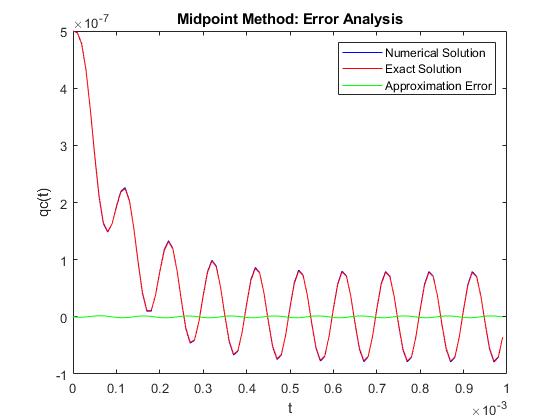 Midpoint Method: Error Analysis
×10^-7
5
4
3
2
1
0
-1
qc(t)
Numerical Solution
Exact Solution
Approximation Error
0 0.1 0.2 0.3 0.4 0.5 0.6 0.7 0.8 0.9 1
t
×10^-3